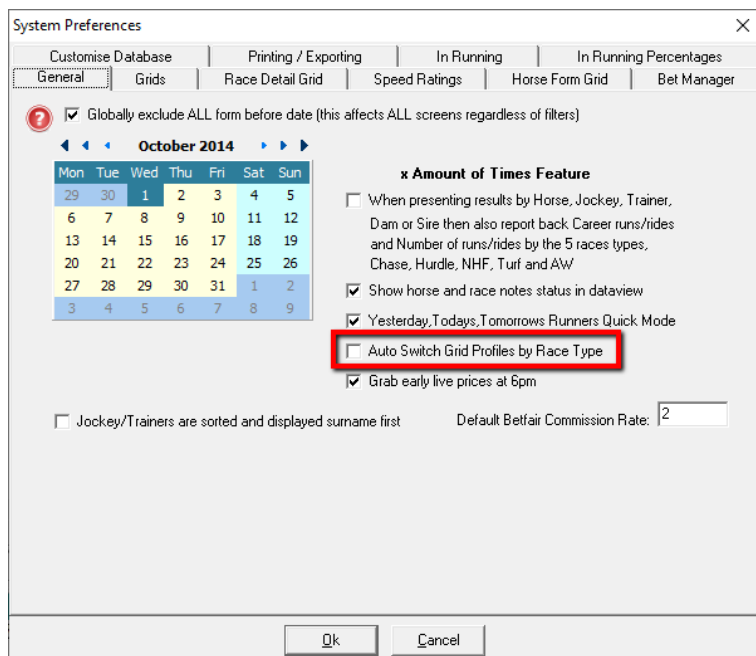 System Preferences
Customise Database
Printing / Exporting
In Running
In Running Percentages
General
Grids
Race Detail Grid
Speed Ratings
Horse Form Grid
Bet Manager
Globally exclude ALL form before date (this affects ALL screens regardless of filters)
October 2014
Mon Tue Wed Thu Fri Sat Sun
29 30 1 2 3 4 5
6 7 8 9 10 11 12
13 14 15 16 17 18 19
20 21 22 23 24 25 26
27 28 29 30 31 1 2
3 4 5 6 7 8 9
x Amount of Times Feature
When presenting results by Horse, Jockey, Trainer,
Dam or Sire then also report back Career runs/rides
and Number of runs/rides by the 5 races types,
Chase, Hurdle, NHF, Turf and AW
Show horse and race notes status in dataview
Yesterday,Todays,Tomorrows Runners Quick Mode
Auto Switch Grid Profiles by Race Type
Grab early live prices at 6pm
Jockey/Trainers are sorted and displayed surname first
Default Betfair Commission Rate: 2
Ok
Cancel